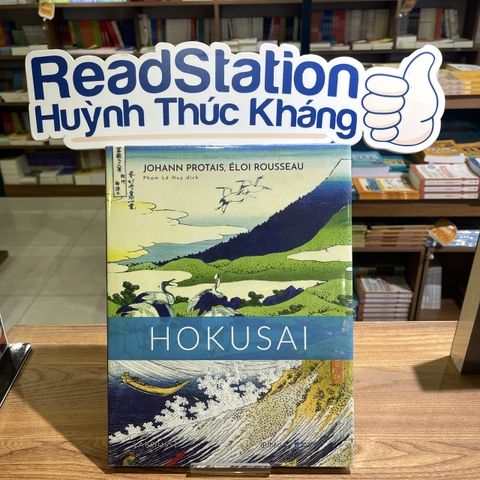 ReadStation
Huỳnh Thúc Kháng
JOHANN PROTAIS, ÉLOI ROUSSEAU
Phạm Lê Huy dịch
HOKUSAI